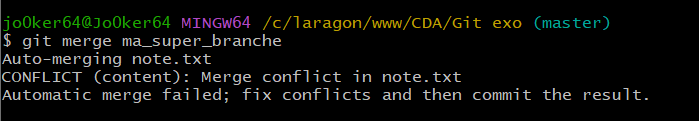 jo0ker64@Jo0ker64 MINGW64 /c/laragon/www/CDA/Git exo (master)
$ git merge ma_super_branche
Auto-merging note.txt
CONFLICT (content): Merge conflict in note.txt
Automatic merge failed; fix conflicts and then commit the result.